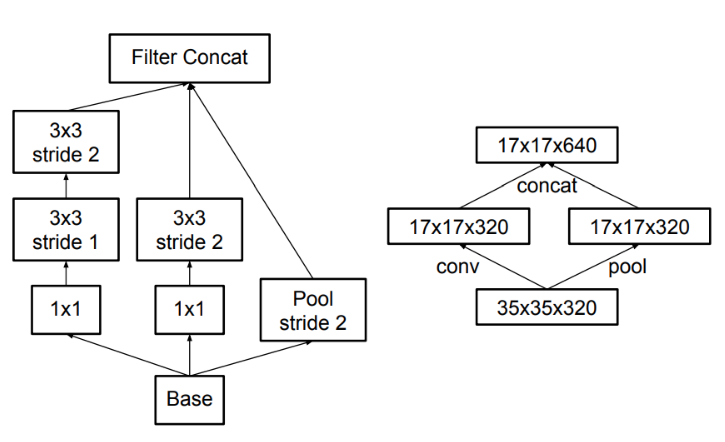 Filter Concat
3x3
stride 2
3x3
stride 1
3x3
stride 2
1x1
1x1
Pool
stride 2
Base
17x17x640
concat
17x17x320
17x17x320
conv
pool
35x35x320